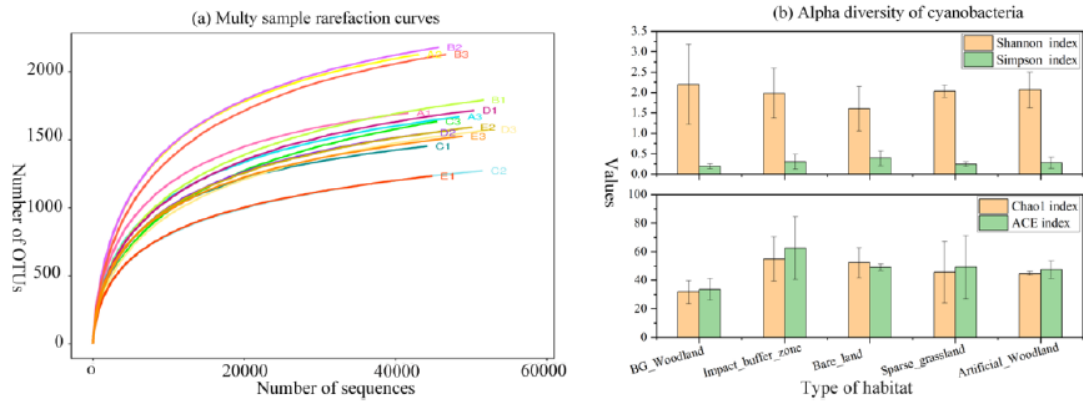 (a) Multy sample rarefaction curves
Number of OTUs
2000
1500
1000
500
0
B2
B3
B1
A1
D1
A3
C3
E2
D3
D2
E3
C1
E1
C2
0
20000
40000
60000
Number of sequences
(b) Alpha diversity of cyanobacteria
Values
3.5
3.0
2.5
2.0
1.5
1.0
0.5
0.0
Shannon index
Simpson index
100
80
60
40
20
0
Chao1 index
ACE index
BG_Woodland
Impact_buffer_zone
Bare_land
Sparse_grassland
Artificial_Woodland
Type of habitat